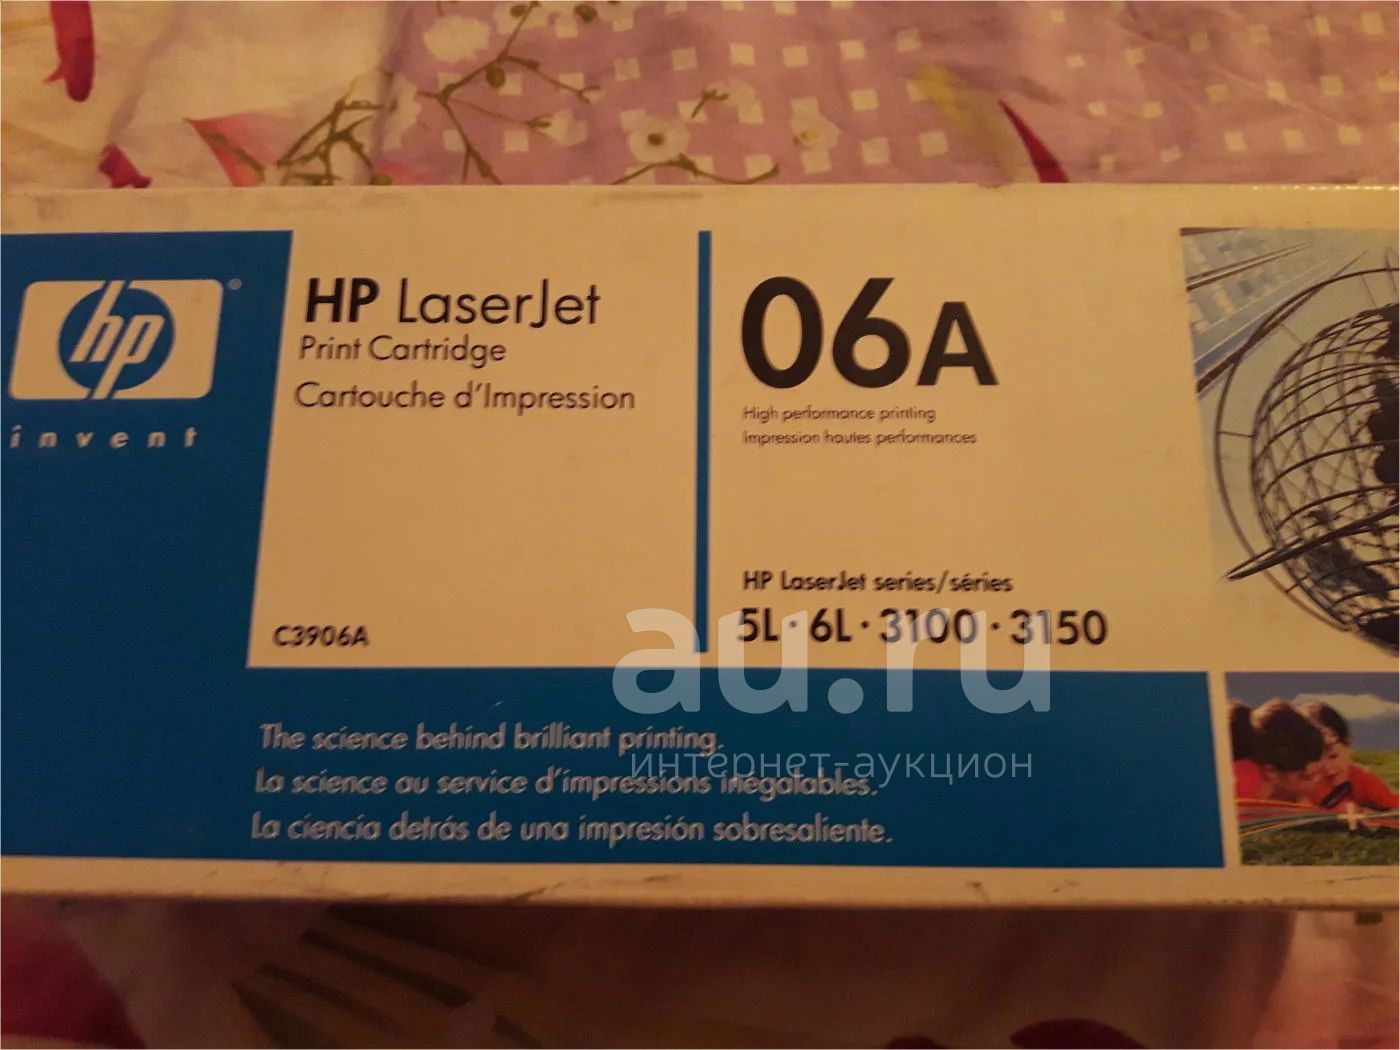 hp®
invent
HP LaserJet
Print Cartridge
Cartouche d'Impression
C3906A
06A
High performance printing
Impression hautes performances
HP LaserJet series/séries
5L · 6L · 3100 · 3150
The science behind brilliant printing.
La science au service d'impressions inégalables.
La ciencia detrás de una impresión sobresaliente.
au.ru
интернет-аукцион